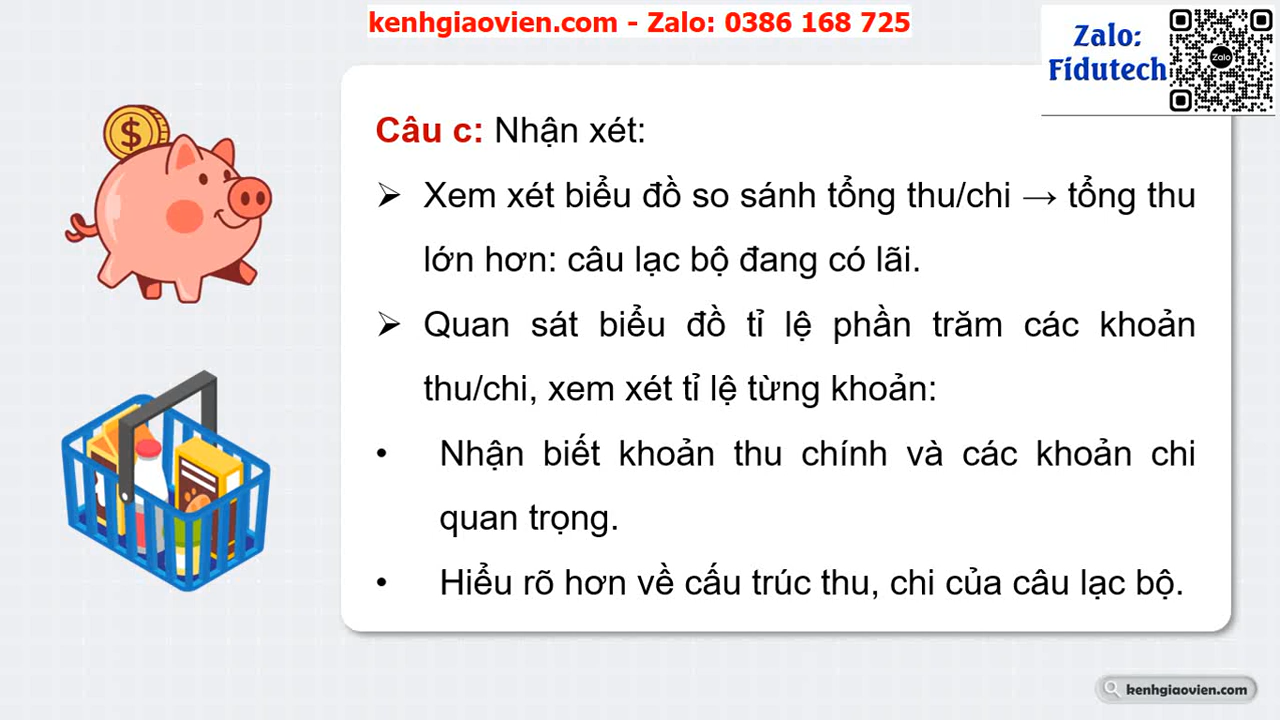 kenhgiaovien.com - Zalo: 0386 168 725
Zalo:
Fidutech
Zalo
Câu c: Nhận xét:
➢ Xem xét biểu đồ so sánh tổng thu/chi → tổng thu
lớn hơn: câu lạc bộ đang có lãi.
➢ Quan sát biểu đồ tỉ lệ phần trăm các khoản
thu/chi, xem xét tỉ lệ từng khoản:
• Nhận biết khoản thu chính và các khoản chi
quan trọng.
• Hiểu rõ hơn về cấu trúc thu, chi của câu lạc bộ.
kenhgiaovien.com